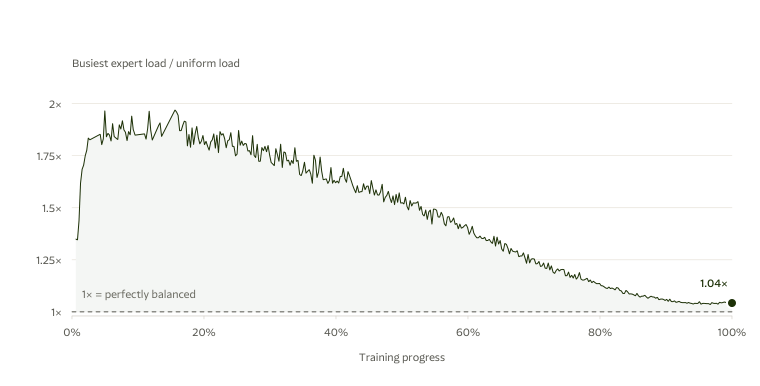 Busiest expert load / uniform load
2×
1.75×
1.5×
1.25×
1.04×
1× = perfectly balanced
1×
0% 20% 40% 60% 80% 100%
Training progress